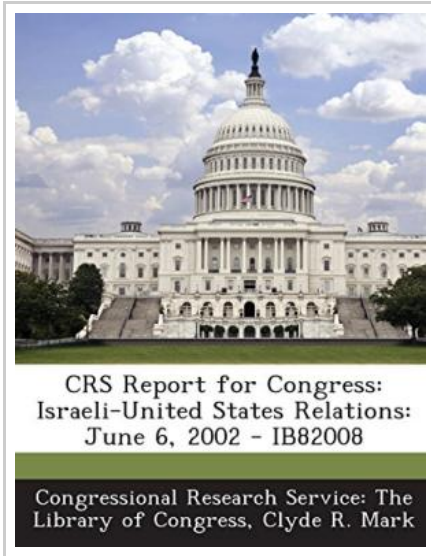 CRS Report for Congress:
Israeli-United States Relations:
June 6, 2002 - IB82008
Congressional Research Service: The
Library of Congress, Clyde R. Mark